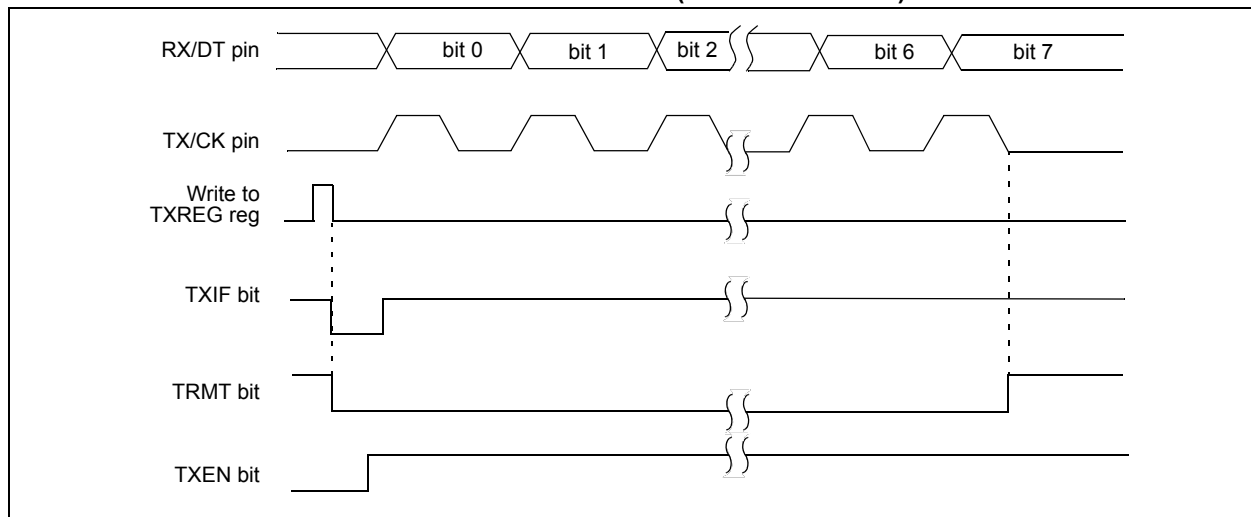 RX/DT pin
bit 0
bit 1
bit 2
bit 6
bit 7
TX/CK pin
Write to
TXREG reg
TXIF bit
TRMT bit
TXEN bit